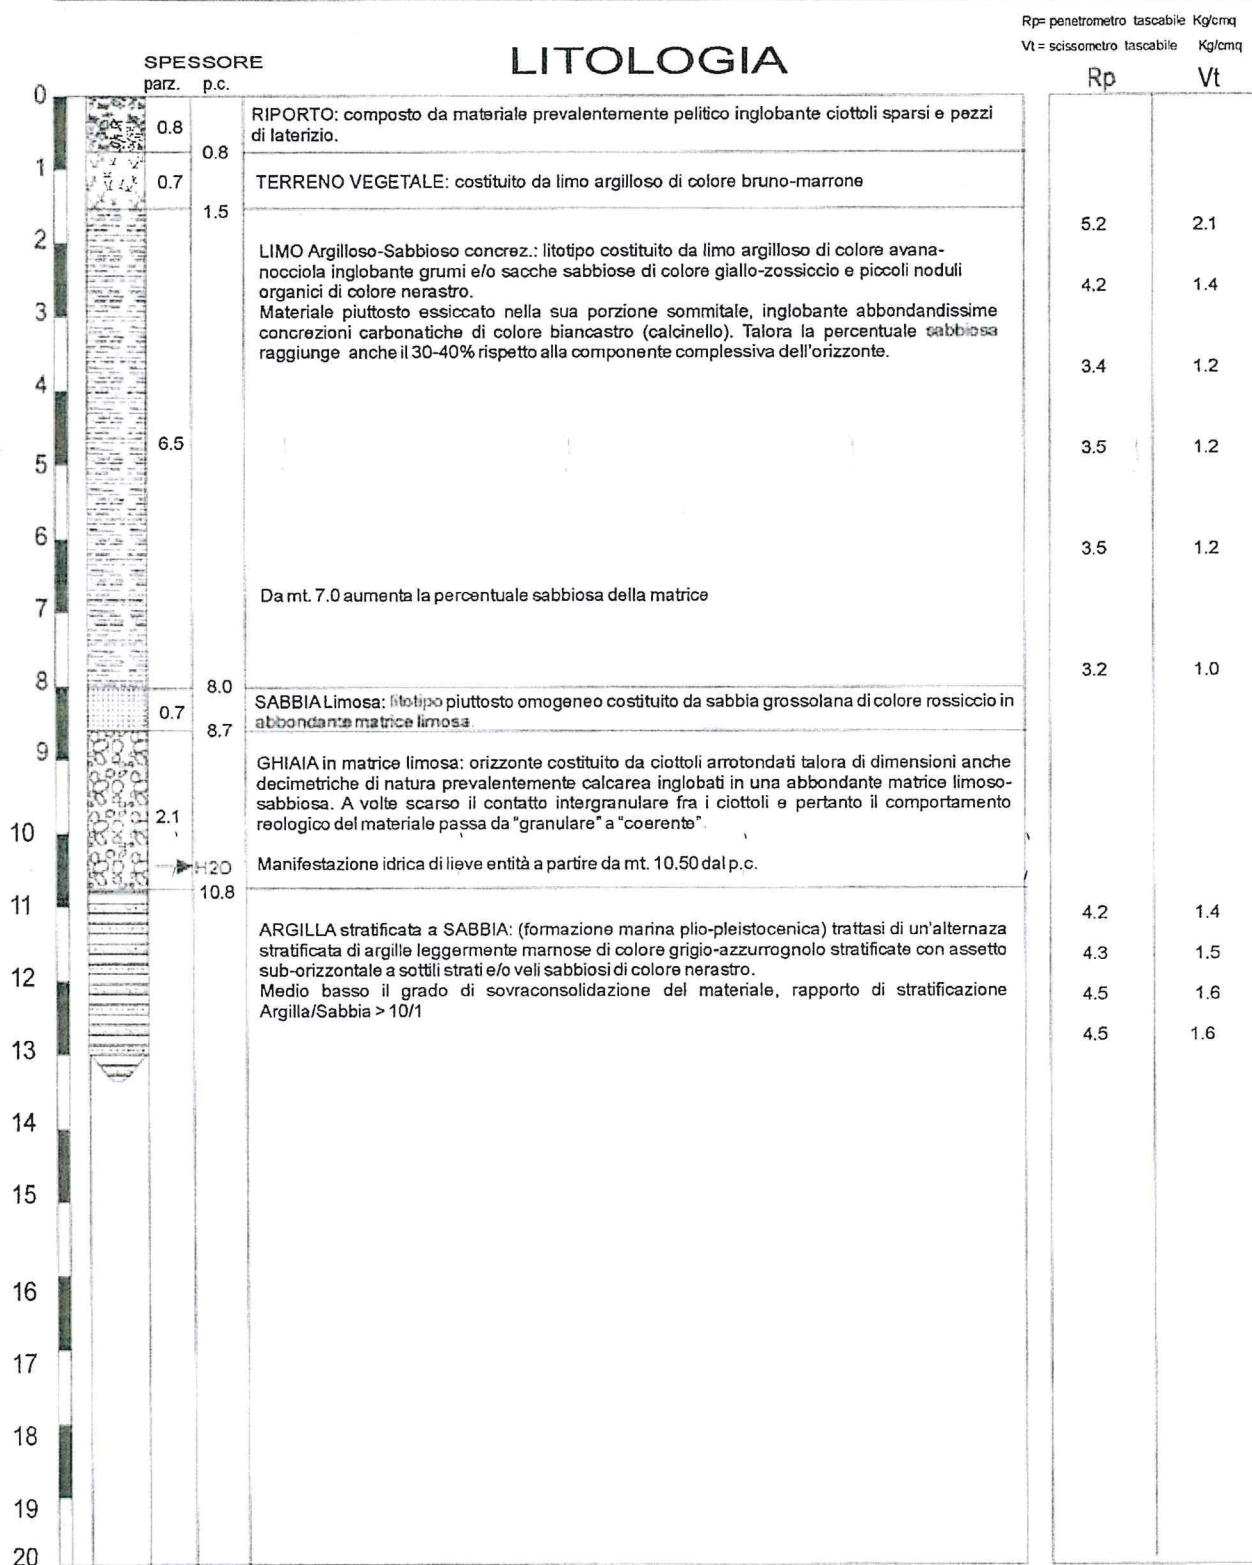 Rp= penetrometro tascabile Kg/cmq
Vt = scissometro tascabile Kg/cmq
LITOLOGIA
SPESSORE
parz. p.c.
Rp Vt
0
RIPORTO: composto da materiale prevalentemente pelitico inglobante ciottoli sparsi e pezzi
di laterizio.
0.8
0.8
1
0.7
TERRENO VEGETALE: costituito da limo argilloso di colore bruno-marrone
1.5
5.2 2.1
2
LIMO Argilloso-Sabbioso concrez.: litotipo costituito da limo argilloso di colore avana-
nocciola inglobante grumi e/o sacche sabbiose di colore giallo-zossiccio e piccoli noduli
organici di colore nerastro.
4.2 1.4
3
Materiale piuttosto essiccato nella sua porzione sommitale, inglobante abbondandissime
concrezioni carbonatiche di colore biancastro (calcinello). Talora la percentuale sabbiosa
raggiunge anche il 30-40% rispetto alla componente complessiva dell'orizzonte.
3.4 1.2
4
6.5
3.5 1.2
5
6
3.5 1.2
Da mt. 7.0 aumenta la percentuale sabbiosa della matrice
7
3.2 1.0
8
8.0
0.7
SABBIA Limosa: litotipo piuttosto omogeneo costituito da sabbia grossolana di colore rossiccio in
abbondante matrice limosa.
8.7
9
GHIAIA in matrice limosa: orizzonte costituito da ciottoli arrotondati talora di dimensioni anche
decimetriche di natura prevalentemente calcarea inglobati in una abbondante matrice limoso-
sabbiosa. A volte scarso il contatto intergranulare fra i ciottoli e pertanto il comportamento
reologico del materiale passa da "granulare" a "coerente".
2.1
10
H2O
Manifestazione idrica di lieve entità a partire da mt. 10.50 dal p.c.
10.8
11
4.2 1.4
ARGILLA stratificata a SABBIA: (formazione marina plio-pleistocenica) trattasi di un'alternaza
stratificata di argille leggermente marnose di colore grigio-azzurrognolo stratificate con assetto
sub-orizzontale a sottili strati e/o veli sabbiosi di colore nerastro.
4.3 1.5
12
Medio basso il grado di sovraconsolidazione del materiale, rapporto di stratificazione
Argilla/Sabbia > 10/1
4.5 1.6
4.5 1.6
13
14
15
16
17
18
19
20